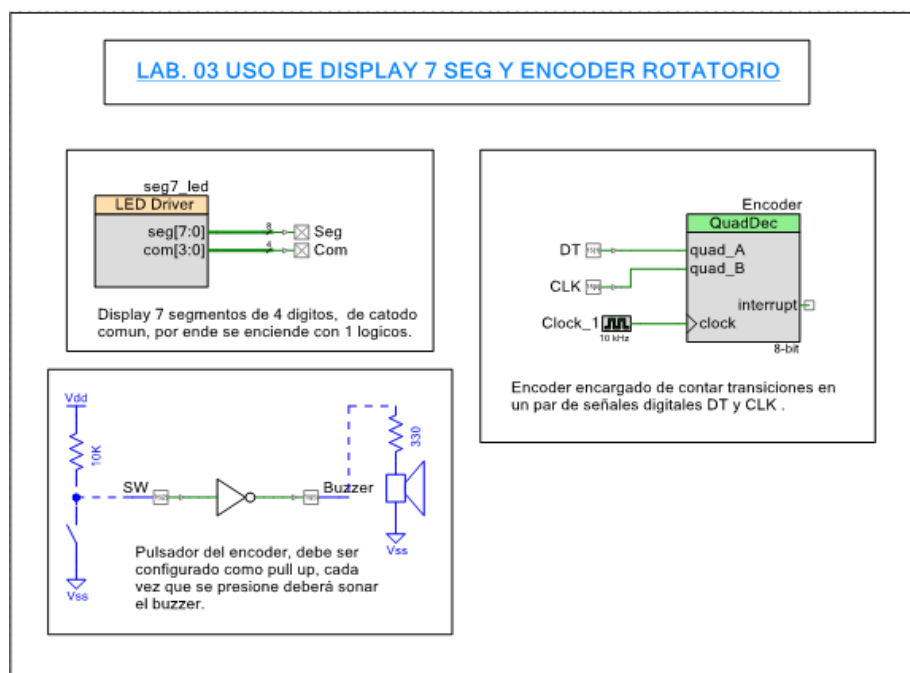 LAB. 03 USO DE DISPLAY 7 SEG Y ENCODER ROTATORIO
seg7_led
LED Driver
seg[7:0]
8
Seg
com[3:0]
4
Com
Display 7 segmentos de 4 digitos, de catodo
comun, por ende se enciende con 1 logicos.
Encoder
QuadDec
DT
quad_A
CLK
quad_B
interrupt
Clock_1
clock
10 kHz
8-bit
Encoder encargado de contar transiciones en
un par de señales digitales DT y CLK .
Vdd
10K
SW
Buzzer
330
Vss
Vss
Pulsador del encoder, debe ser
configurado como pull up, cada
vez que se presione deberá sonar
el buzzer.